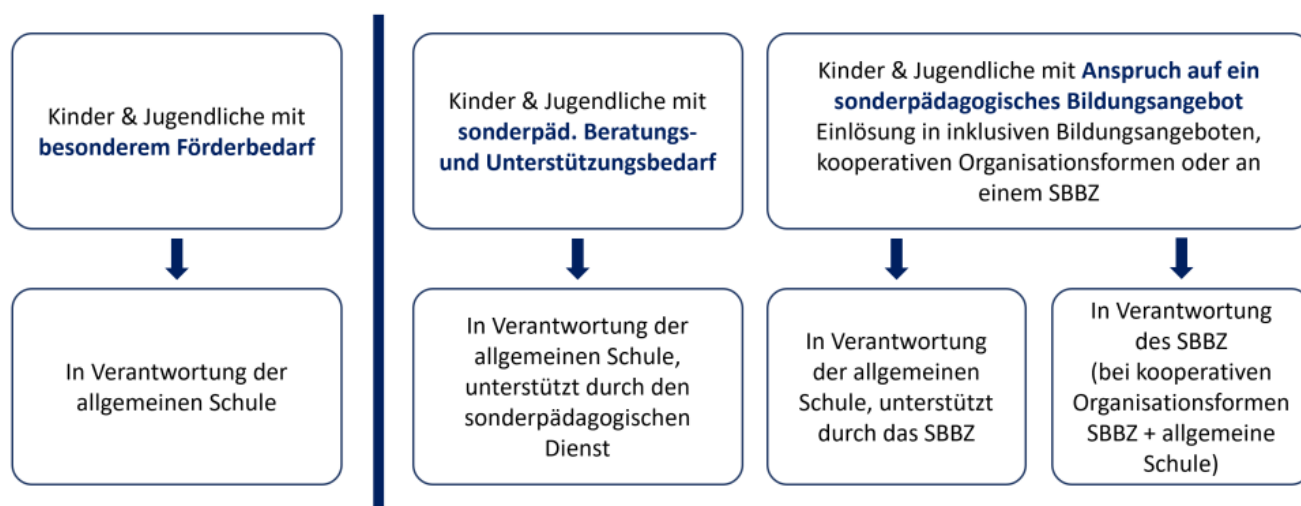 Kinder & Jugendliche mit
besonderem Förderbedarf
Kinder & Jugendliche mit
sonderpäd. Beratungs-
und Unterstützungsbedarf
Kinder & Jugendliche mit Anspruch auf ein
sonderpädagogisches Bildungsangebot
Einlösung in inklusiven Bildungsangeboten,
kooperativen Organisationsformen oder an
einem SBBZ
In Verantwortung der
allgemeinen Schule
In Verantwortung der
allgemeinen Schule,
unterstützt durch den
sonderpädagogischen
Dienst
In Verantwortung
der allgemeinen
Schule, unterstützt
durch das SBBZ
In Verantwortung
des SBBZ
(bei kooperativen
Organisationsformen
SBBZ + allgemeine
Schule)